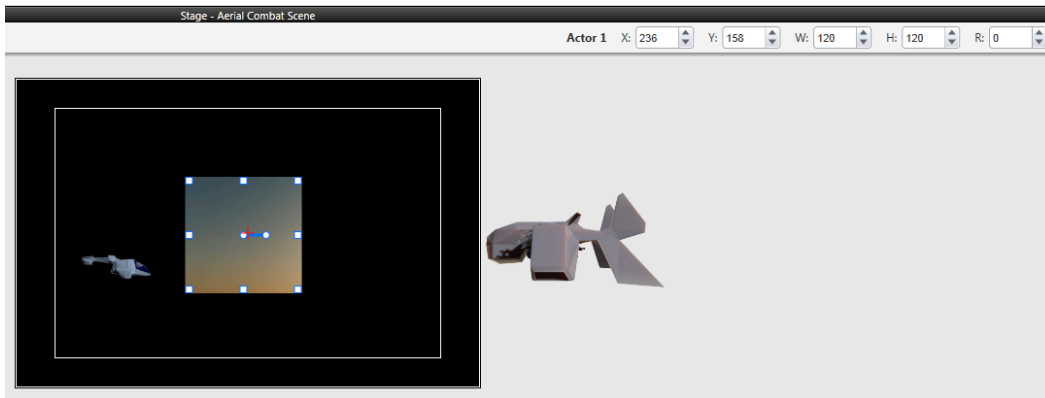 Stage - Aerial Combat Scene
Actor 1 X: 236 Y: 158 W: 120 H: 120 R: 0